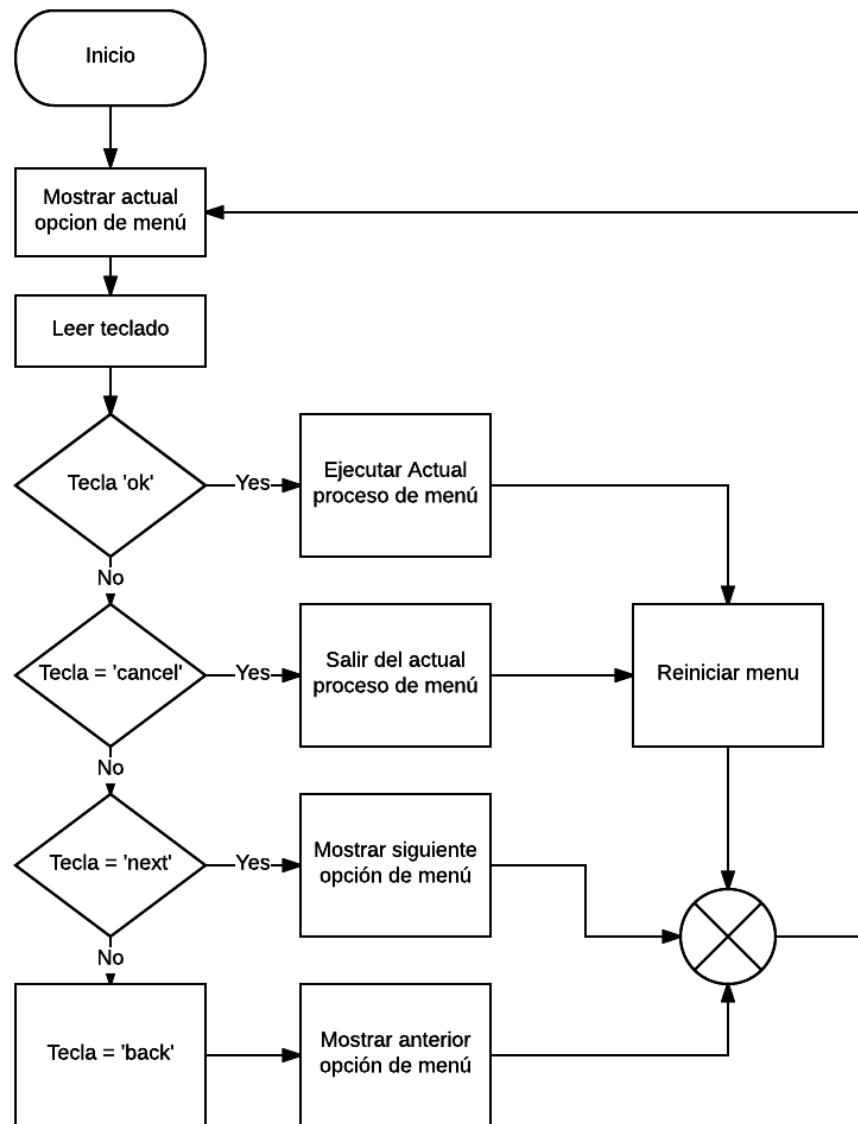 Inicio
Mostrar actual
opcion de menú
Leer teclado
Tecla 'ok'
Yes
Ejecutar Actual
proceso de menú
No
Tecla = 'cancel'
Yes
Salir del actual
proceso de menú
Reiniciar menu
No
Tecla = 'next'
Yes
Mostrar siguiente
opción de menú
No
Tecla = 'back'
Mostrar anterior
opción de menú